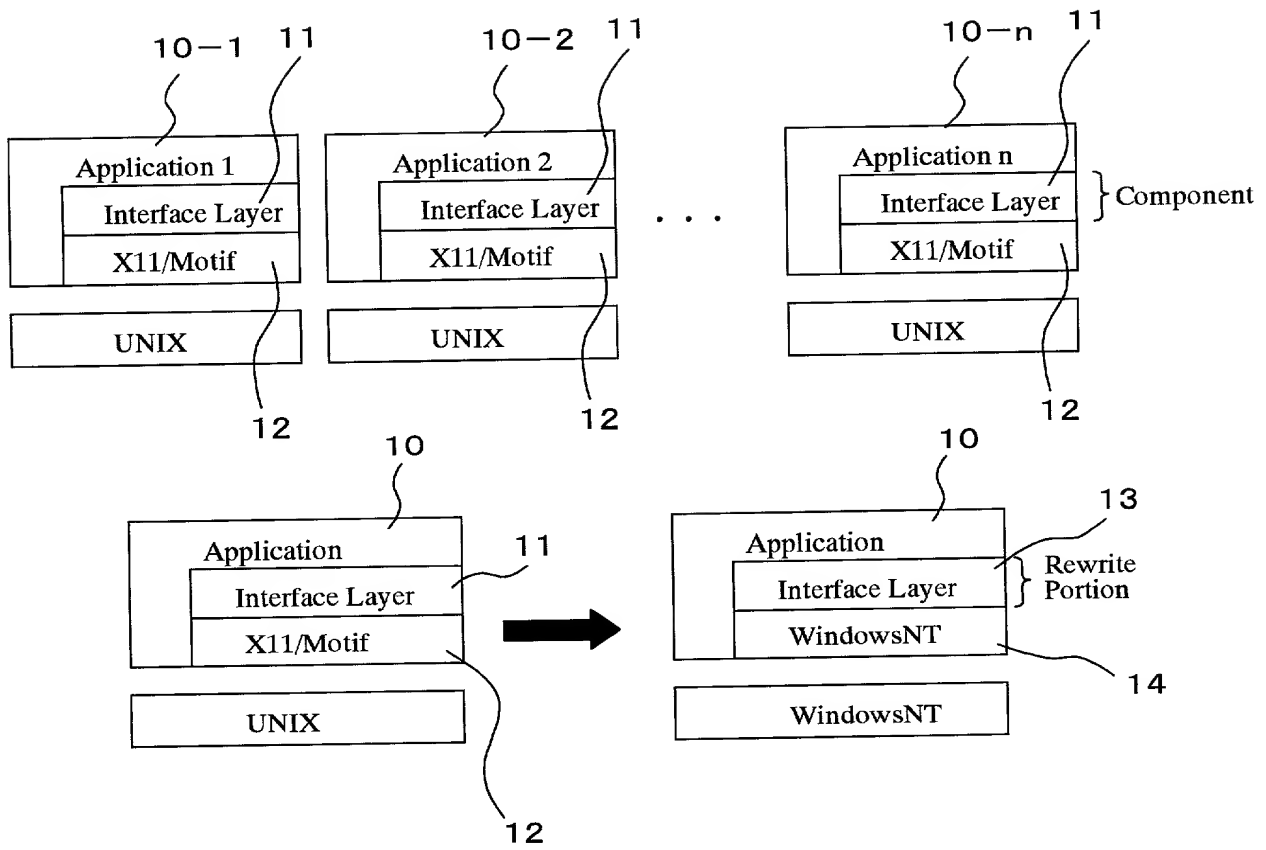 10-1
11
10-2
11
10-n
11
Application 1
Interface Layer
X11/Motif
UNIX
12
Application 2
Interface Layer
X11/Motif
UNIX
12
. . .
Application n
Interface Layer
X11/Motif
UNIX
12
Component
10
Application
Interface Layer
11
X11/Motif
UNIX
12
10
13
Application
Interface Layer
Rewrite
Portion
WindowsNT
14
WindowsNT